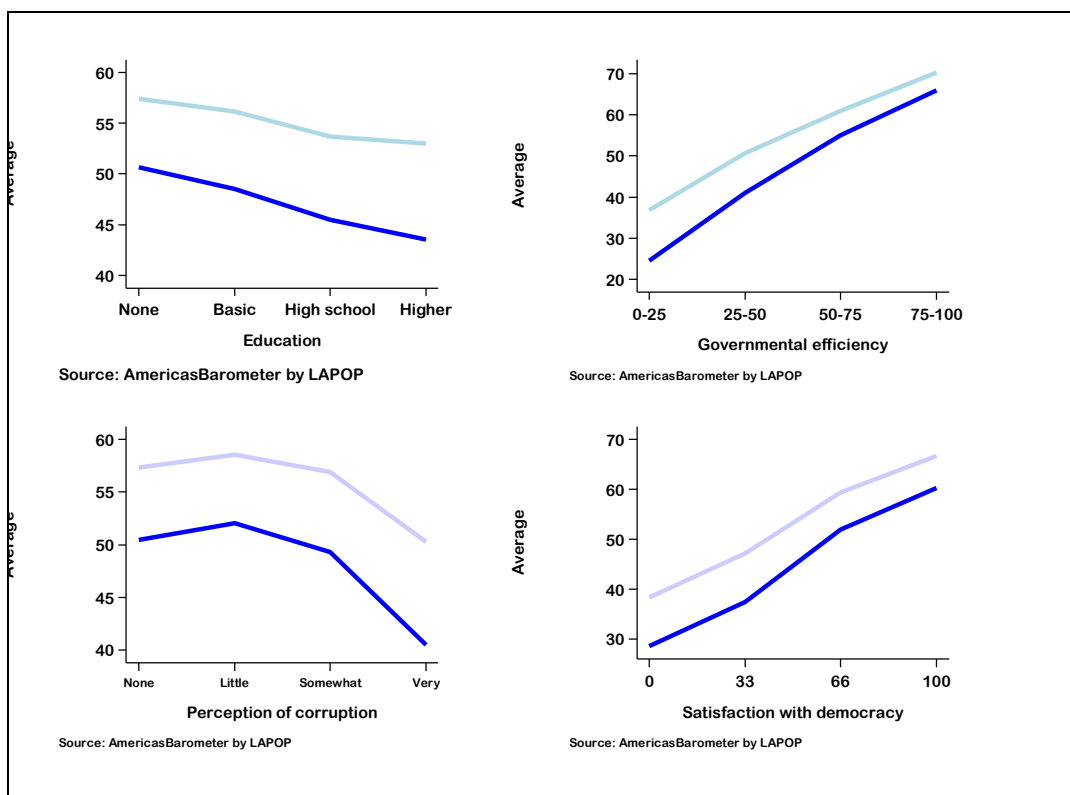 60
55
50
45
40
Average
None Basic High school Higher
Education
Source: AmericasBarometer by LAPOP
70
60
50
40
30
20
Average
0-25 25-50 50-75 75-100
Governmental efficiency
Source: AmericasBarometer by LAPOP
60
55
50
45
40
Average
None Little Somewhat Very
Perception of corruption
Source: AmericasBarometer by LAPOP
70
60
50
40
30
Average
0 33 66 100
Satisfaction with democracy
Source: AmericasBarometer by LAPOP